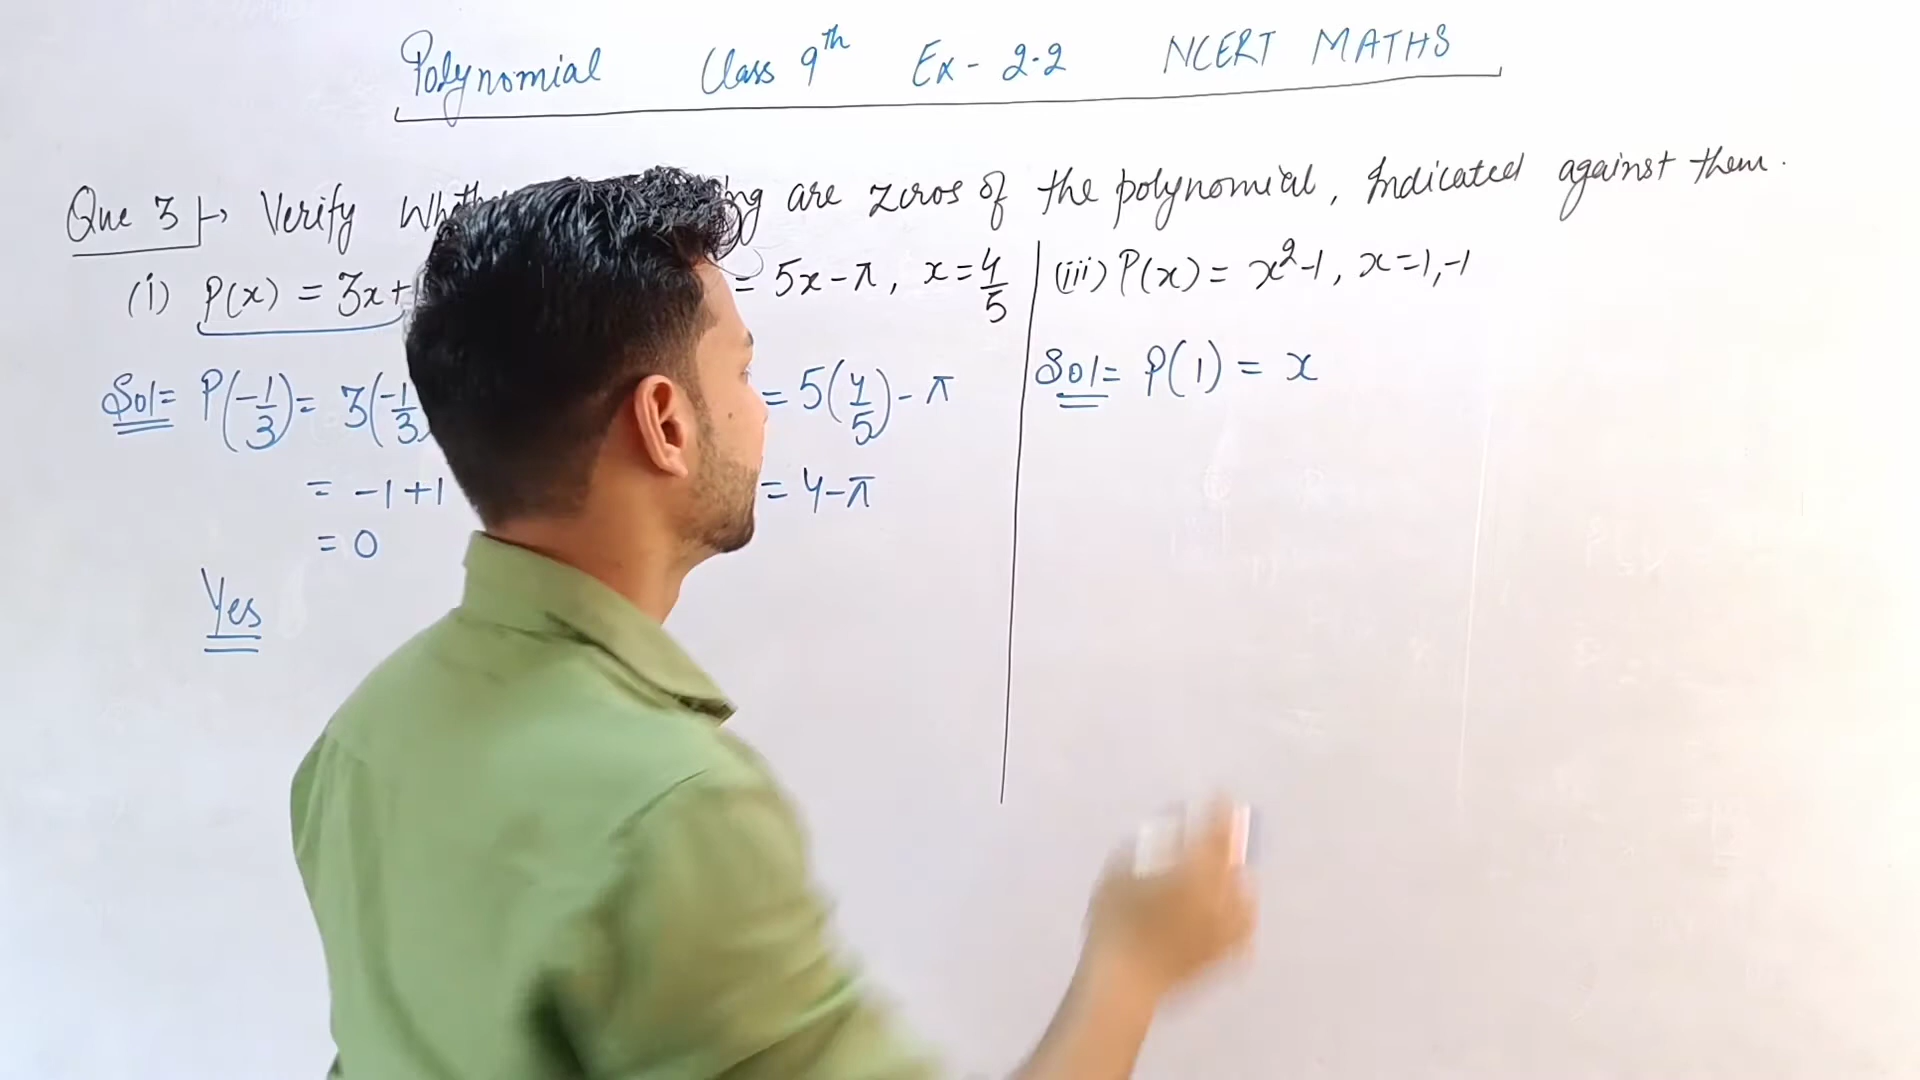 Polynomial Class 9th Ex - 2.2 NCERT MATHS
Que 3 Verify are zeros of the polynomial, Indicated against them.
(i) P(x) = 3x+ = 5x-π, x=4/5 (iii) P(x) = x²-1, x=1,-1
Sol= P(-1/3)= 3(-1/3) = 5(4/5)-π Sol= P(1) = x
= -1+1 = 4-π
= 0
Yes